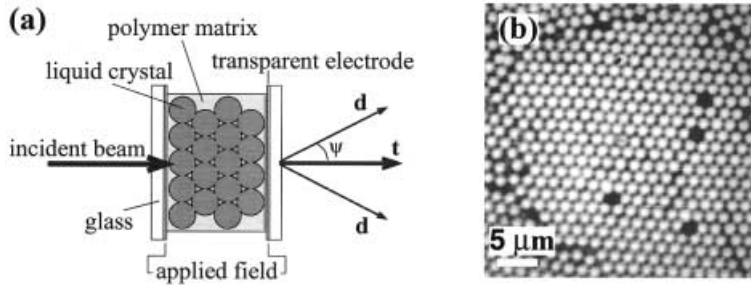 (a)
polymer matrix
liquid crystal
transparent electrode
d
incident beam
ψ
t
glass
d
applied field
(b)
5 μm